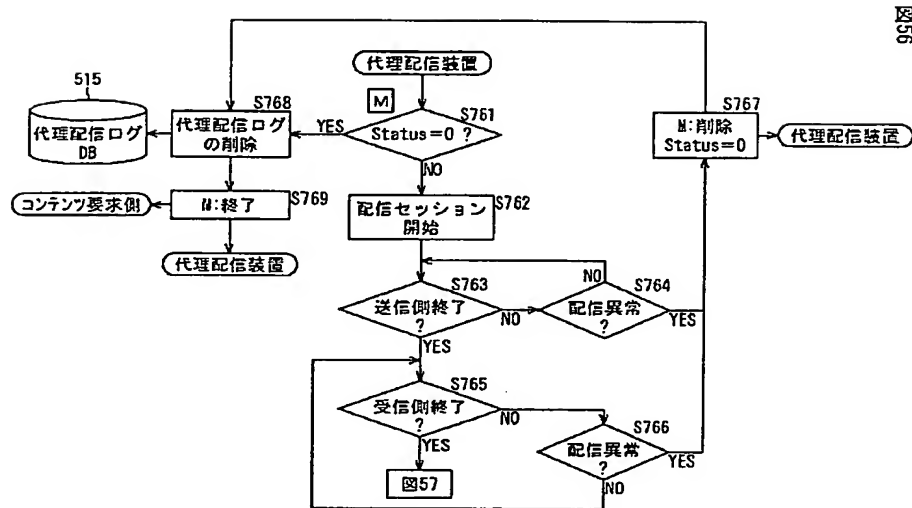 図56
代理配信装置
515
代理配信ログ
DB
S768
代理配信ログ
の削除
YES
M
S761
Status=0 ?
NO
S767
M:削除
Status=0
代理配信装置
コンテンツ要求側
M:終了
S769
代理配信装置
配信セッション
開始
S762
S763
送信側終了
?
NO
YES
NO
S764
配信異常
?
YES
S765
受信側終了
?
NO
YES
図57
S766
配信異常
?
YES
NO